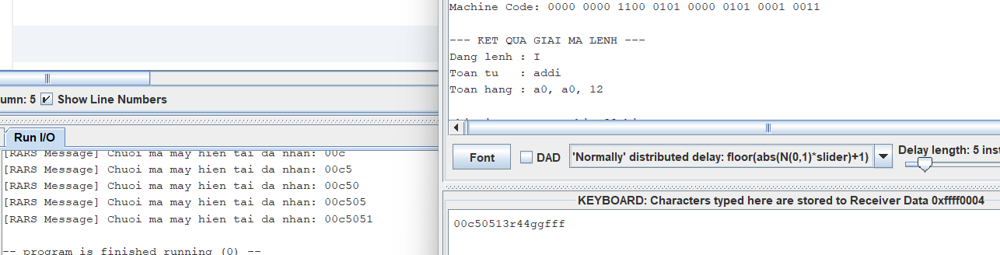 umn: 5 Show Line Numbers
Run I/O
[RARS Message] Chuoi ma may hien tai da nhan: 00c
[RARS Message] Chuoi ma may hien tai da nhan: 00c5
[RARS Message] Chuoi ma may hien tai da nhan: 00c50
[RARS Message] Chuoi ma may hien tai da nhan: 00c505
[RARS Message] Chuoi ma may hien tai da nhan: 00c5051
-- program is finished running (0) --
Machine Code: 0000 0000 1100 0101 0000 0101 0001 0011
--- KET QUA GIAI MA LENH ---
Dang lenh : I
Toan tu : addi
Toan hang : a0, a0, 12
Font DAD 'Normally' distributed delay: floor(abs(N(0,1)*slider)+1) Delay length: 5 inst
KEYBOARD: Characters typed here are stored to Receiver Data 0xffff0004
00c50513r44ggfff